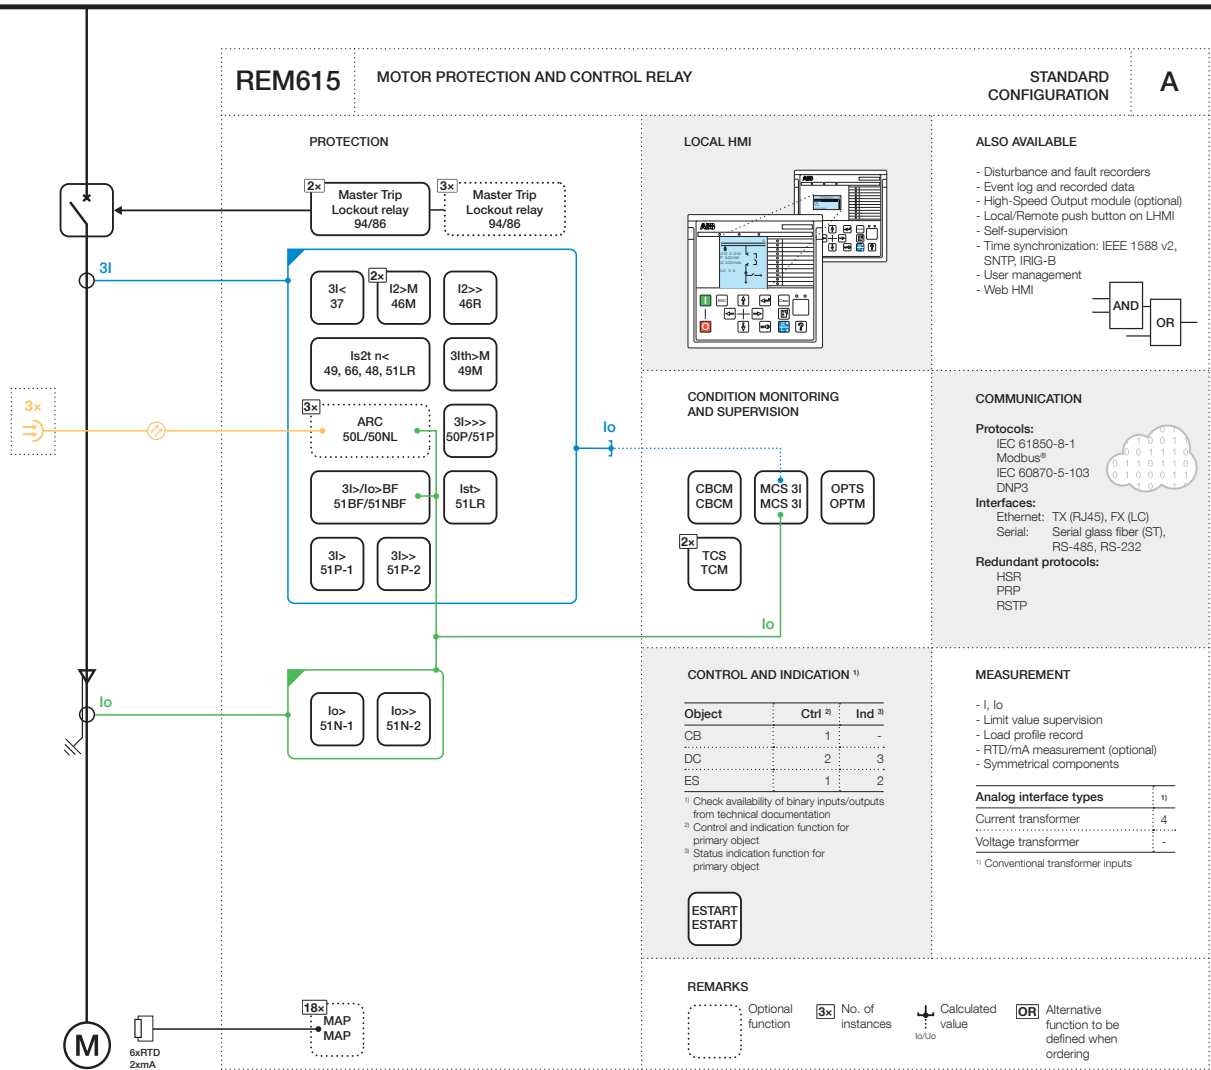 REM615
MOTOR PROTECTION AND CONTROL RELAY
STANDARD
CONFIGURATION
A
PROTECTION
2×
Master Trip
Lockout relay
94/86
3×
Master Trip
Lockout relay
94/86
3I
3I<
37
2×
I2>M
46M
I2>>
46R
Is2t n<
49, 66, 48, 51LR
3Ith>M
49M
3×
3×
ARC
50L/50NL
3I>>>
50P/51P
Io
3I>/Io>BF
51BF/51NBF
Ist>
51LR
3I>
51P-1
3I>>
51P-2
Io
Io
Io>
51N-1
Io>>
51N-2
M
6xRTD
2xmA
18×
MAP
MAP
LOCAL HMI
ABB
ABB
ESC
I
O
?
?
CONDITION MONITORING
AND SUPERVISION
CBCM
CBCM
MCS 3I
MCS 3I
OPTS
OPTM
2×
TCS
TCM
CONTROL AND INDICATION 1)
Object Ctrl 2) Ind 3)
CB 1 -
DC 2 3
ES 1 2
1) Check availability of binary inputs/outputs
from technical documentation
2) Control and indication function for
primary object
3) Status indication function for
primary object
ESTART
ESTART
ALSO AVAILABLE
- Disturbance and fault recorders
- Event log and recorded data
- High-Speed Output module (optional)
- Local/Remote push button on LHMI
- Self-supervision
- Time synchronization: IEEE 1588 v2,
SNTP, IRIG-B
- User management
- Web HMI
AND
OR
COMMUNICATION
Protocols:
IEC 61850-8-1
Modbus®
IEC 60870-5-103
DNP3
Interfaces:
Ethernet: TX (RJ45), FX (LC)
Serial: Serial glass fiber (ST),
RS-485, RS-232
Redundant protocols:
HSR
PRP
RSTP
MEASUREMENT
- I, Io
- Limit value supervision
- Load profile record
- RTD/mA measurement (optional)
- Symmetrical components
Analog interface types 1)
Current transformer 4
Voltage transformer -
1) Conventional transformer inputs
REMARKS
Optional
function
3×
No. of
instances
Io/Uo
Calculated
value
OR
Alternative
function to be
defined when
ordering